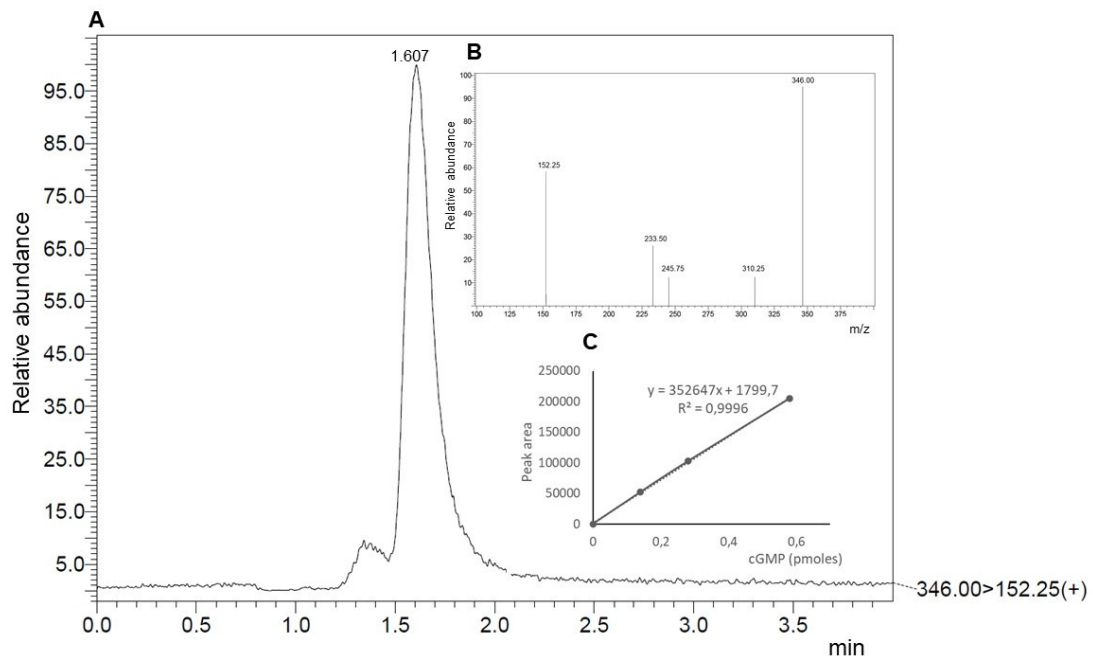 A
Relative abundance
95.0
85.0
75.0
65.0
55.0
45.0
35.0
25.0
15.0
5.0
1.607
0.0 0.5 1.0 1.5 2.0 2.5 3.0 3.5
min
346.00>152.25(+)
B
Relative abundance
100
90
80
70
60
50
40
30
20
10
346.00
152.25
233.50
245.75
310.25
100 125 150 175 200 225 250 275 300 325 350 375
m/z
C
y = 352647x + 1799,7
R² = 0,9996
Peak area
250000
200000
150000
100000
50000
0
0 0,2 0,4 0,6
cGMP (pmoles)